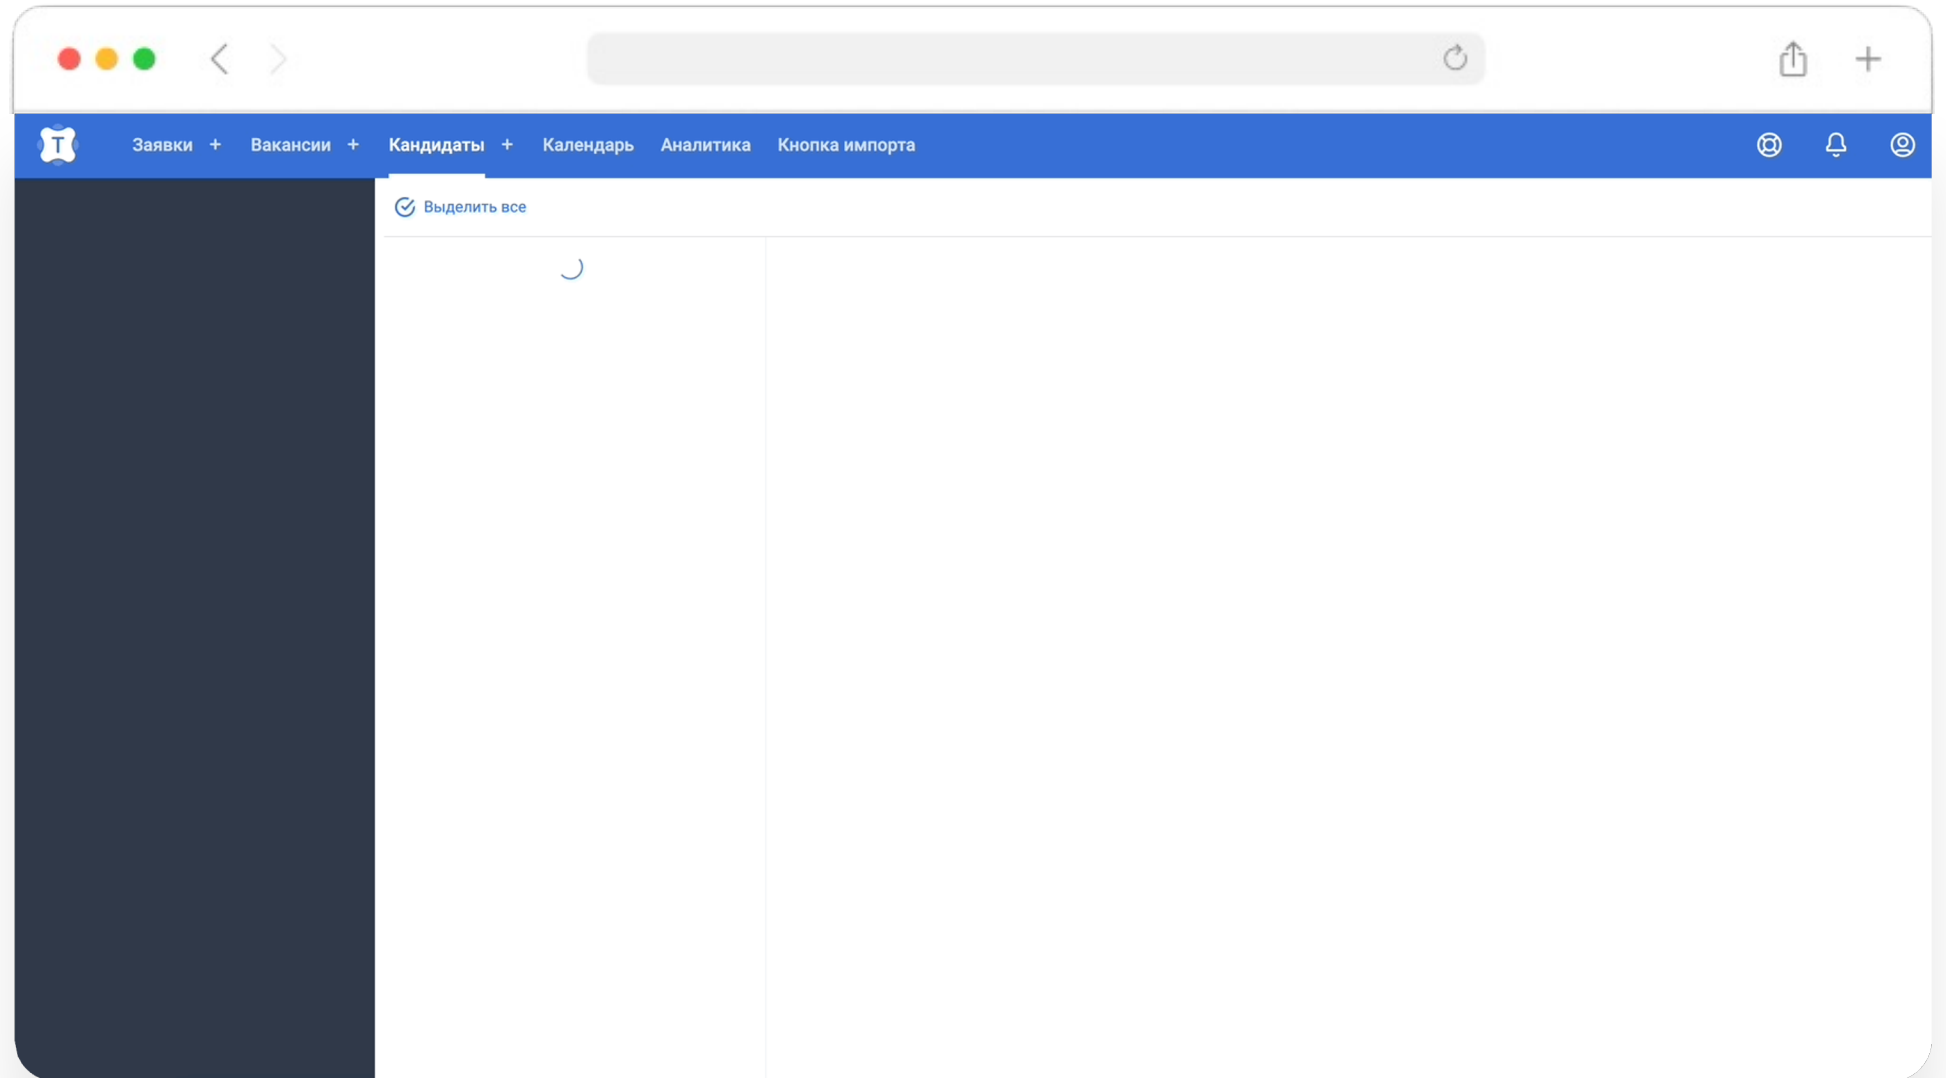 T Заявки + Вакансии + Кандидаты + Календарь Аналитика Кнопка импорта
Выделить все